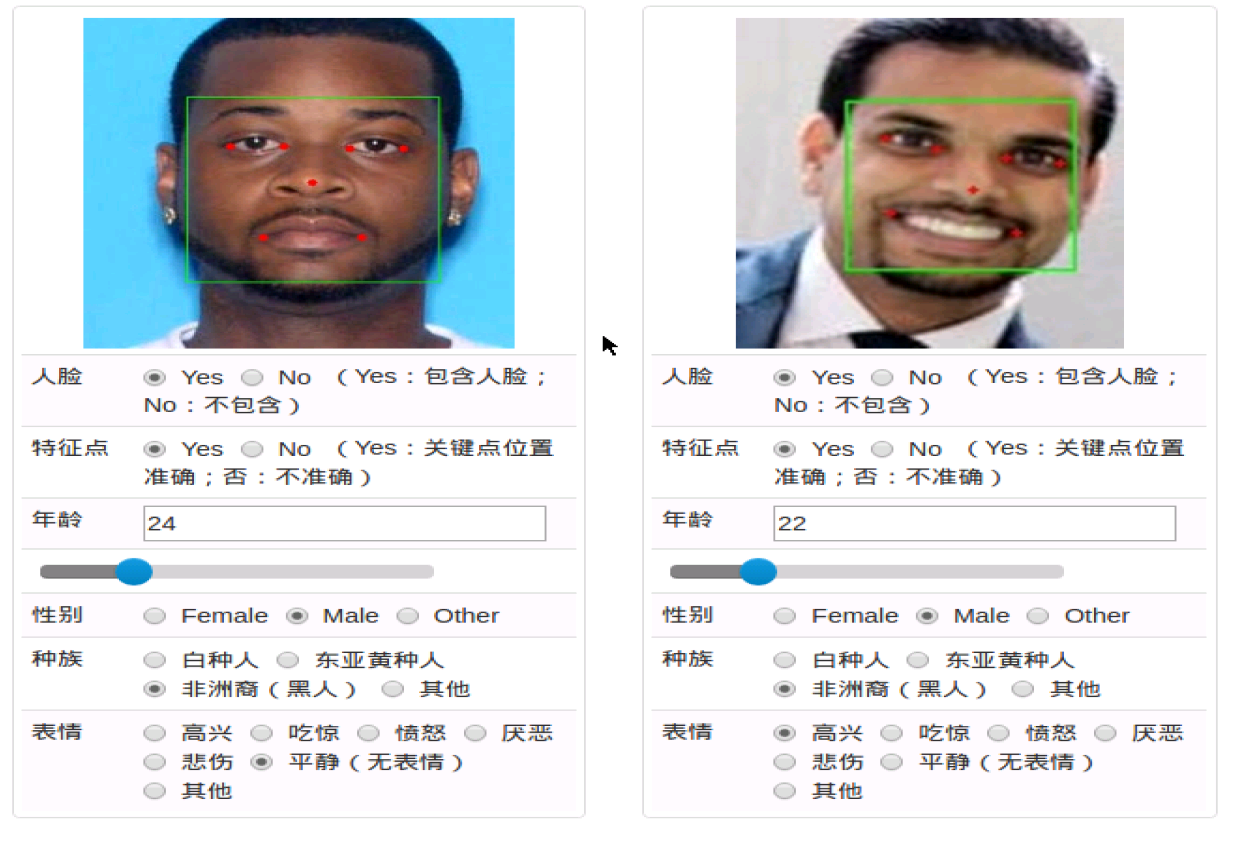 人脸 Yes No （Yes：包含人脸；
No：不包含）
特征点 Yes No （Yes：关键点位置
准确；否：不准确）
年龄 24
性别 Female Male Other
种族 白种人 东亚黄种人
非洲裔（黑人） 其他
表情 高兴 吃惊 愤怒 厌恶
悲伤 平静（无表情）
其他
人脸 Yes No （Yes：包含人脸；
No：不包含）
特征点 Yes No （Yes：关键点位置
准确；否：不准确）
年龄 22
性别 Female Male Other
种族 白种人 东亚黄种人
非洲裔（黑人） 其他
表情 高兴 吃惊 愤怒 厌恶
悲伤 平静（无表情）
其他